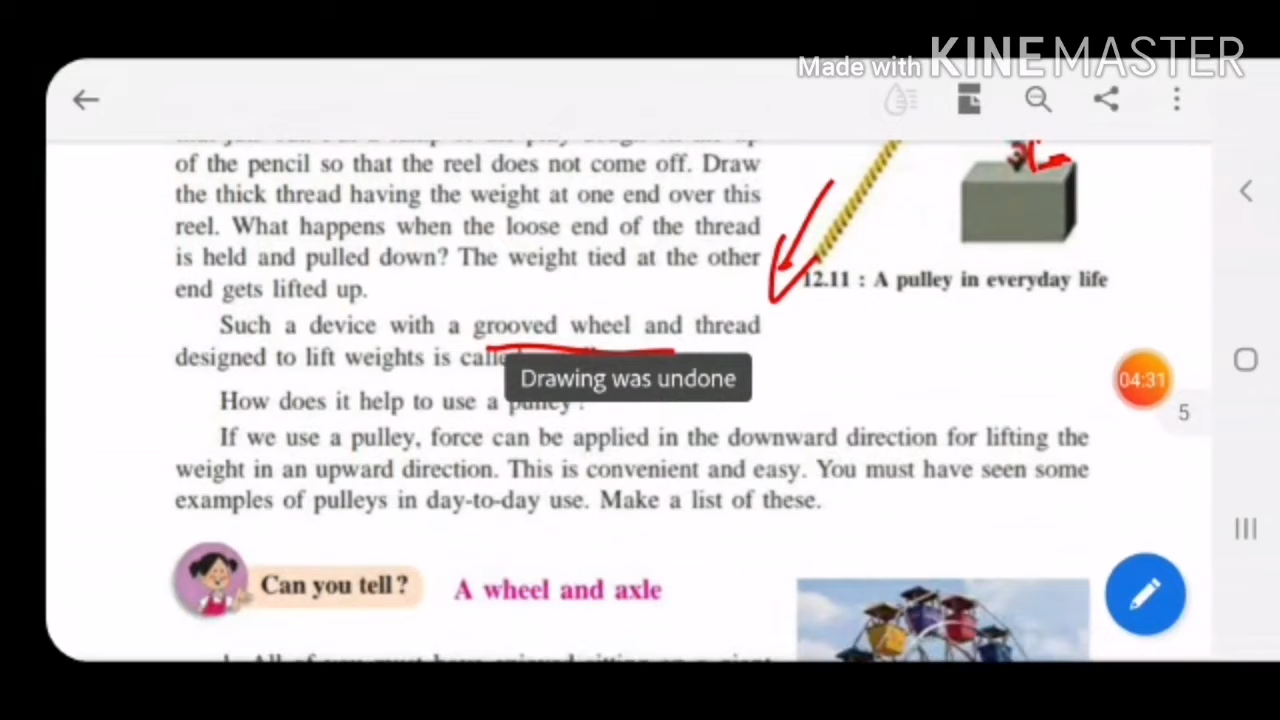 Made with KINEMASTER
of the pencil so that the reel does not come off. Draw
the thick thread having the weight at one end over this
reel. What happens when the loose end of the thread
is held and pulled down? The weight tied at the other
end gets lifted up.
12.11 : A pulley in everyday life
Such a device with a grooved wheel and thread
designed to lift weights is called
Drawing was undone
04:31
5
How does it help to use a pulley?
If we use a pulley, force can be applied in the downward direction for lifting the
weight in an upward direction. This is convenient and easy. You must have seen some
examples of pulleys in day-to-day use. Make a list of these.
Can you tell?
A wheel and axle